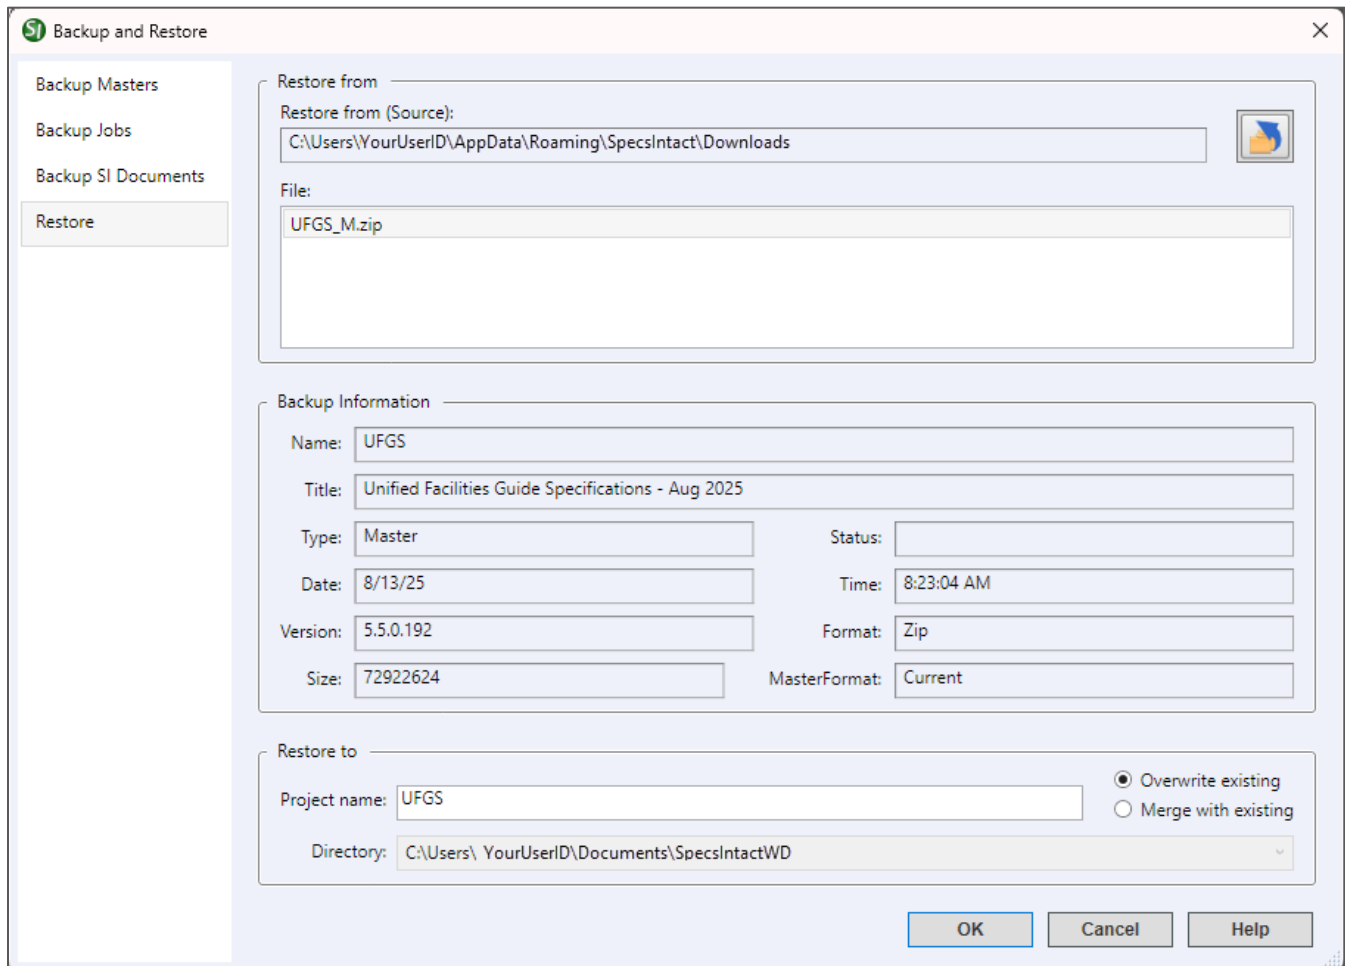 SI Backup and Restore
Backup Masters
Backup Jobs
Backup SI Documents
Restore
Restore from
Restore from (Source):
C:\Users\YourUserID\AppData\Roaming\SpecsIntact\Downloads
File:
UFGS_M.zip
Backup Information
Name: UFGS
Title: Unified Facilities Guide Specifications - Aug 2025
Type: Master Status:
Date: 8/13/25 Time: 8:23:04 AM
Version: 5.5.0.192 Format: Zip
Size: 72922624 MasterFormat: Current
Restore to
Overwrite existing
Project name: UFGS
Merge with existing
Directory: C:\Users\ YourUserID\Documents\SpecsIntactWD
OK Cancel Help